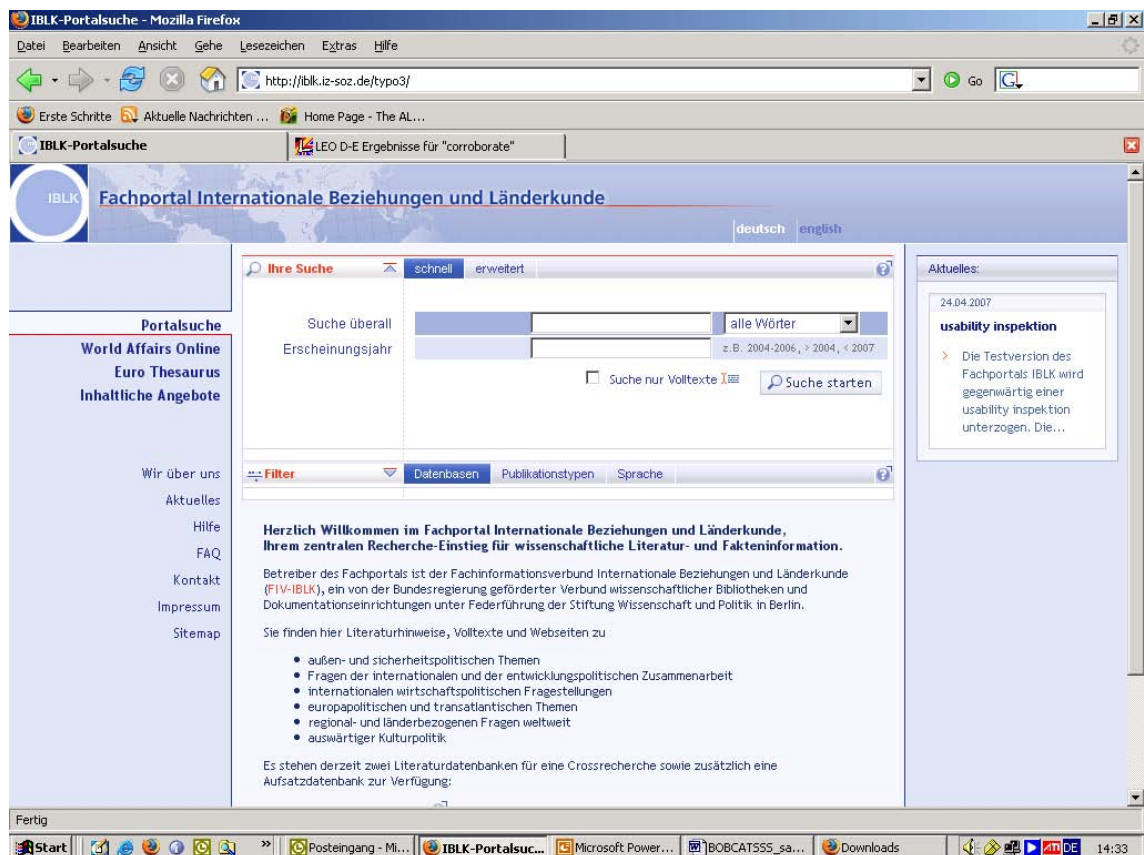 IBLK-Portalsuche - Mozilla Firefox
Datei Bearbeiten Ansicht Gehe Lesezeichen Extras Hilfe
http://iblk.iz-soz.de/typo3/ Go G
Erste Schritte Aktuelle Nachrichten ... Home Page - The AL...
IBLK-Portalsuche LEO D-E Ergebnisse für "corroborate"
IBLK Fachportal Internationale Beziehungen und Länderkunde
deutsch english
Ihre Suche schnell erweitert
Suche überall alle Wörter
Erscheinungsjahr z.B. 2004-2006, > 2004, < 2007
Suche nur Volltexte Suche starten
Filter Datenbasen Publikationstypen Sprache
Portalsuche
World Affairs Online
Euro Thesaurus
Inhaltliche Angebote
Wir über uns
Aktuelles
Hilfe
FAQ
Kontakt
Impressum
Sitemap
Herzlich Willkommen im Fachportal Internationale Beziehungen und Länderkunde,
Ihrem zentralen Recherche-Einstieg für wissenschaftliche Literatur- und Fakteninformation.
Betreiber des Fachportals ist der Fachinformationsverbund Internationale Beziehungen und Länderkunde
(FIV-IBLK), ein von der Bundesregierung geförderter Verbund wissenschaftlicher Bibliotheken und
Dokumentationseinrichtungen unter Federführung der Stiftung Wissenschaft und Politik in Berlin.
Sie finden hier Literaturhinweise, Volltexte und Webseiten zu
• außen- und sicherheitspolitischen Themen
• Fragen der internationalen und der entwicklungspolitischen Zusammenarbeit
• internationalen wirtschaftspolitischen Fragestellungen
• europapolitischen und transatlantischen Themen
• regional- und länderbezogenen Fragen weltweit
• auswärtiger Kulturpolitik
Es stehen derzeit zwei Literaturdatenbanken für eine Crossrecherche sowie zusätzlich eine
Aufsatzdatenbank zur Verfügung:
Aktuelles:
24.04.2007
usability inspektion
> Die Testversion des
Fachportals IBLK wird
gegenwärtig einer
usability inspektion
unterzogen. Die...
Fertig
Start » Posteingang - Mi... IBLK-Portalsuc... Microsoft Power... BOBCATSSS_sa... Downloads ATI DE 14:33